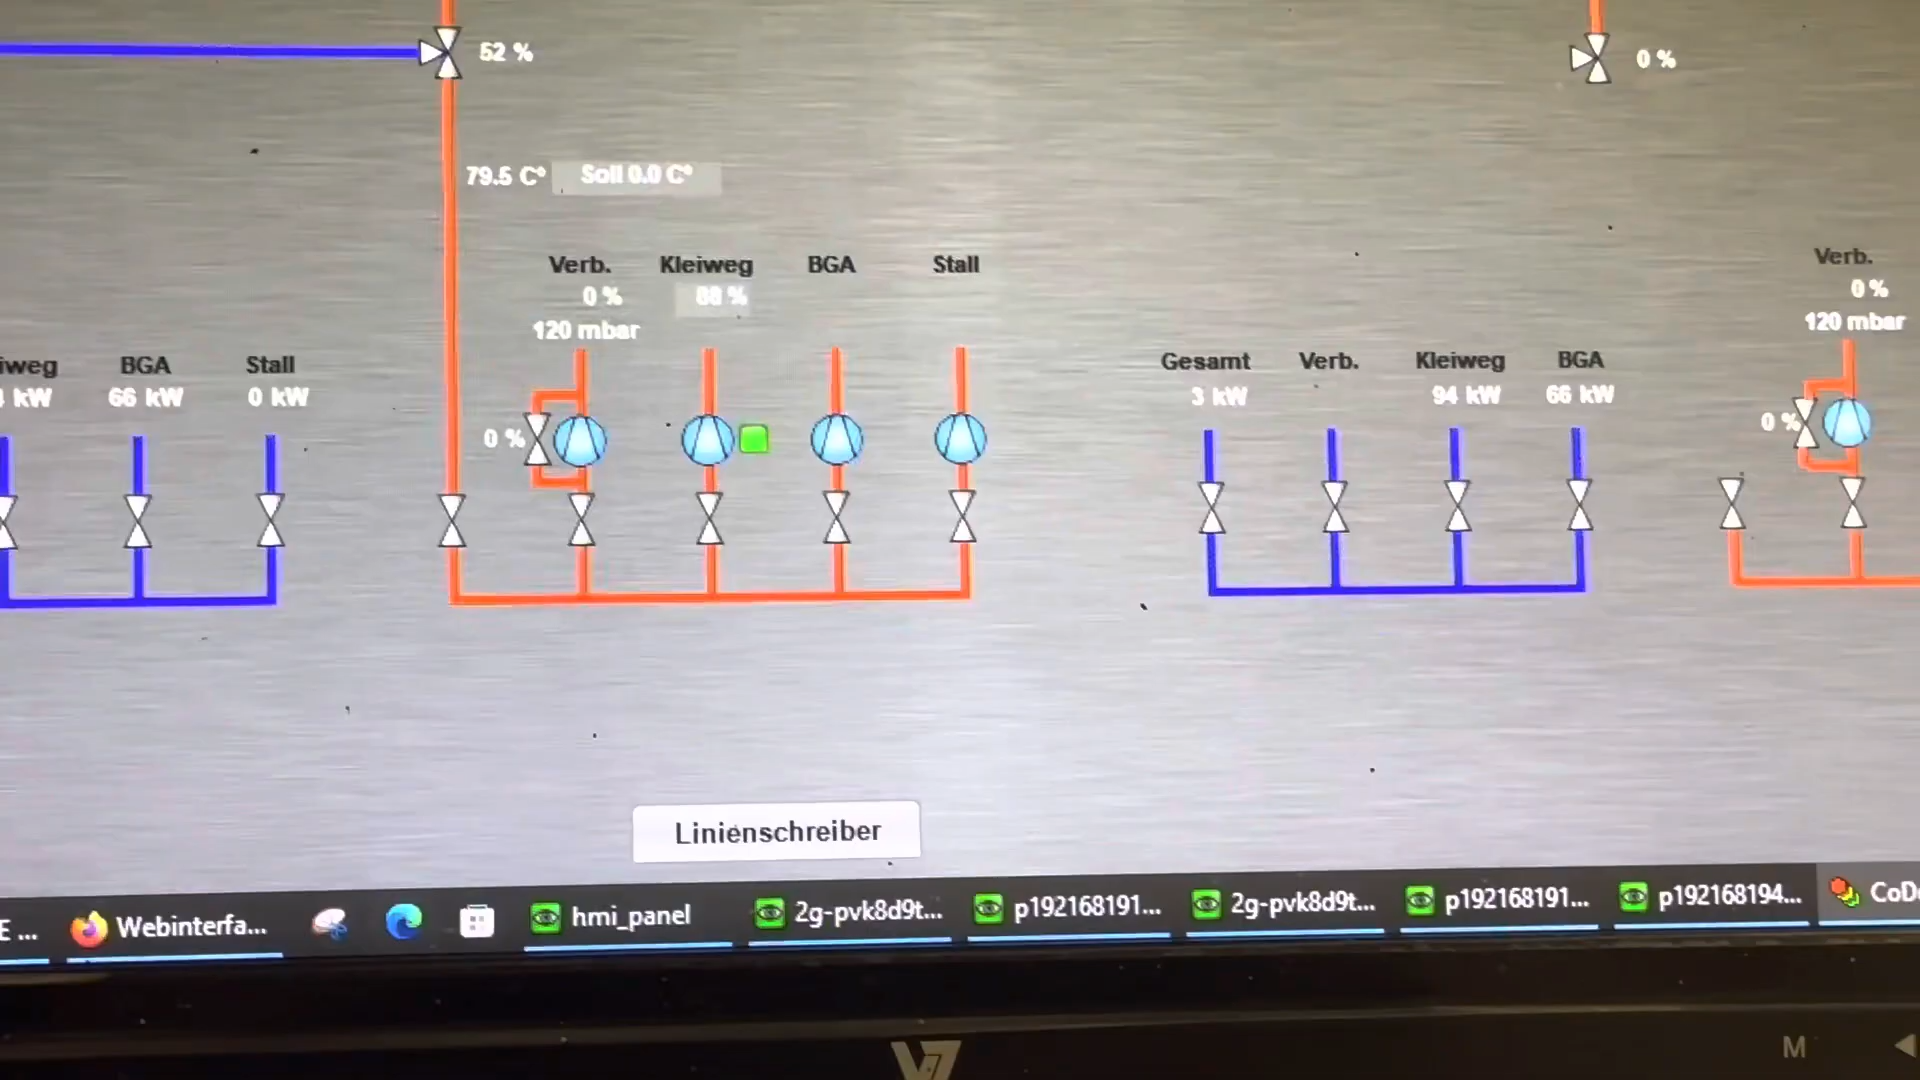 52 %
0 %
79.5 C°
Soll 0.0 C°
Verb.
Kleiweg
BGA
Stall
0 %
88 %
120 mbar
0 %
iweg
BGA
Stall
kW
66 kW
0 kW
Gesamt
Verb.
Kleiweg
BGA
3 kW
94 kW
66 kW
Verb.
0 %
120 mbar
0 %
Linienschreiber
E ...
Webinterfa...
hmi_panel
2g-pvk8d9t...
p192168191...
2g-pvk8d9t...
p192168191...
p192168194...
CoD
V7
M